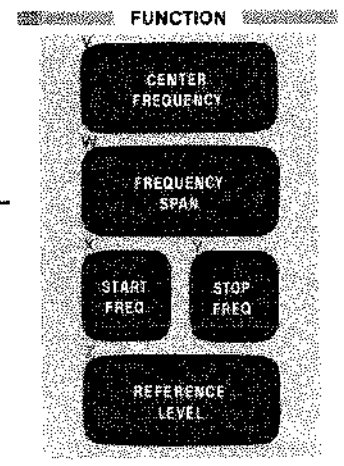 FUNCTION
CENTER
FREQUENCY
FREQUENCY
SPAN
START
FREQ
STOP
FREQ
REFERENCE
LEVEL